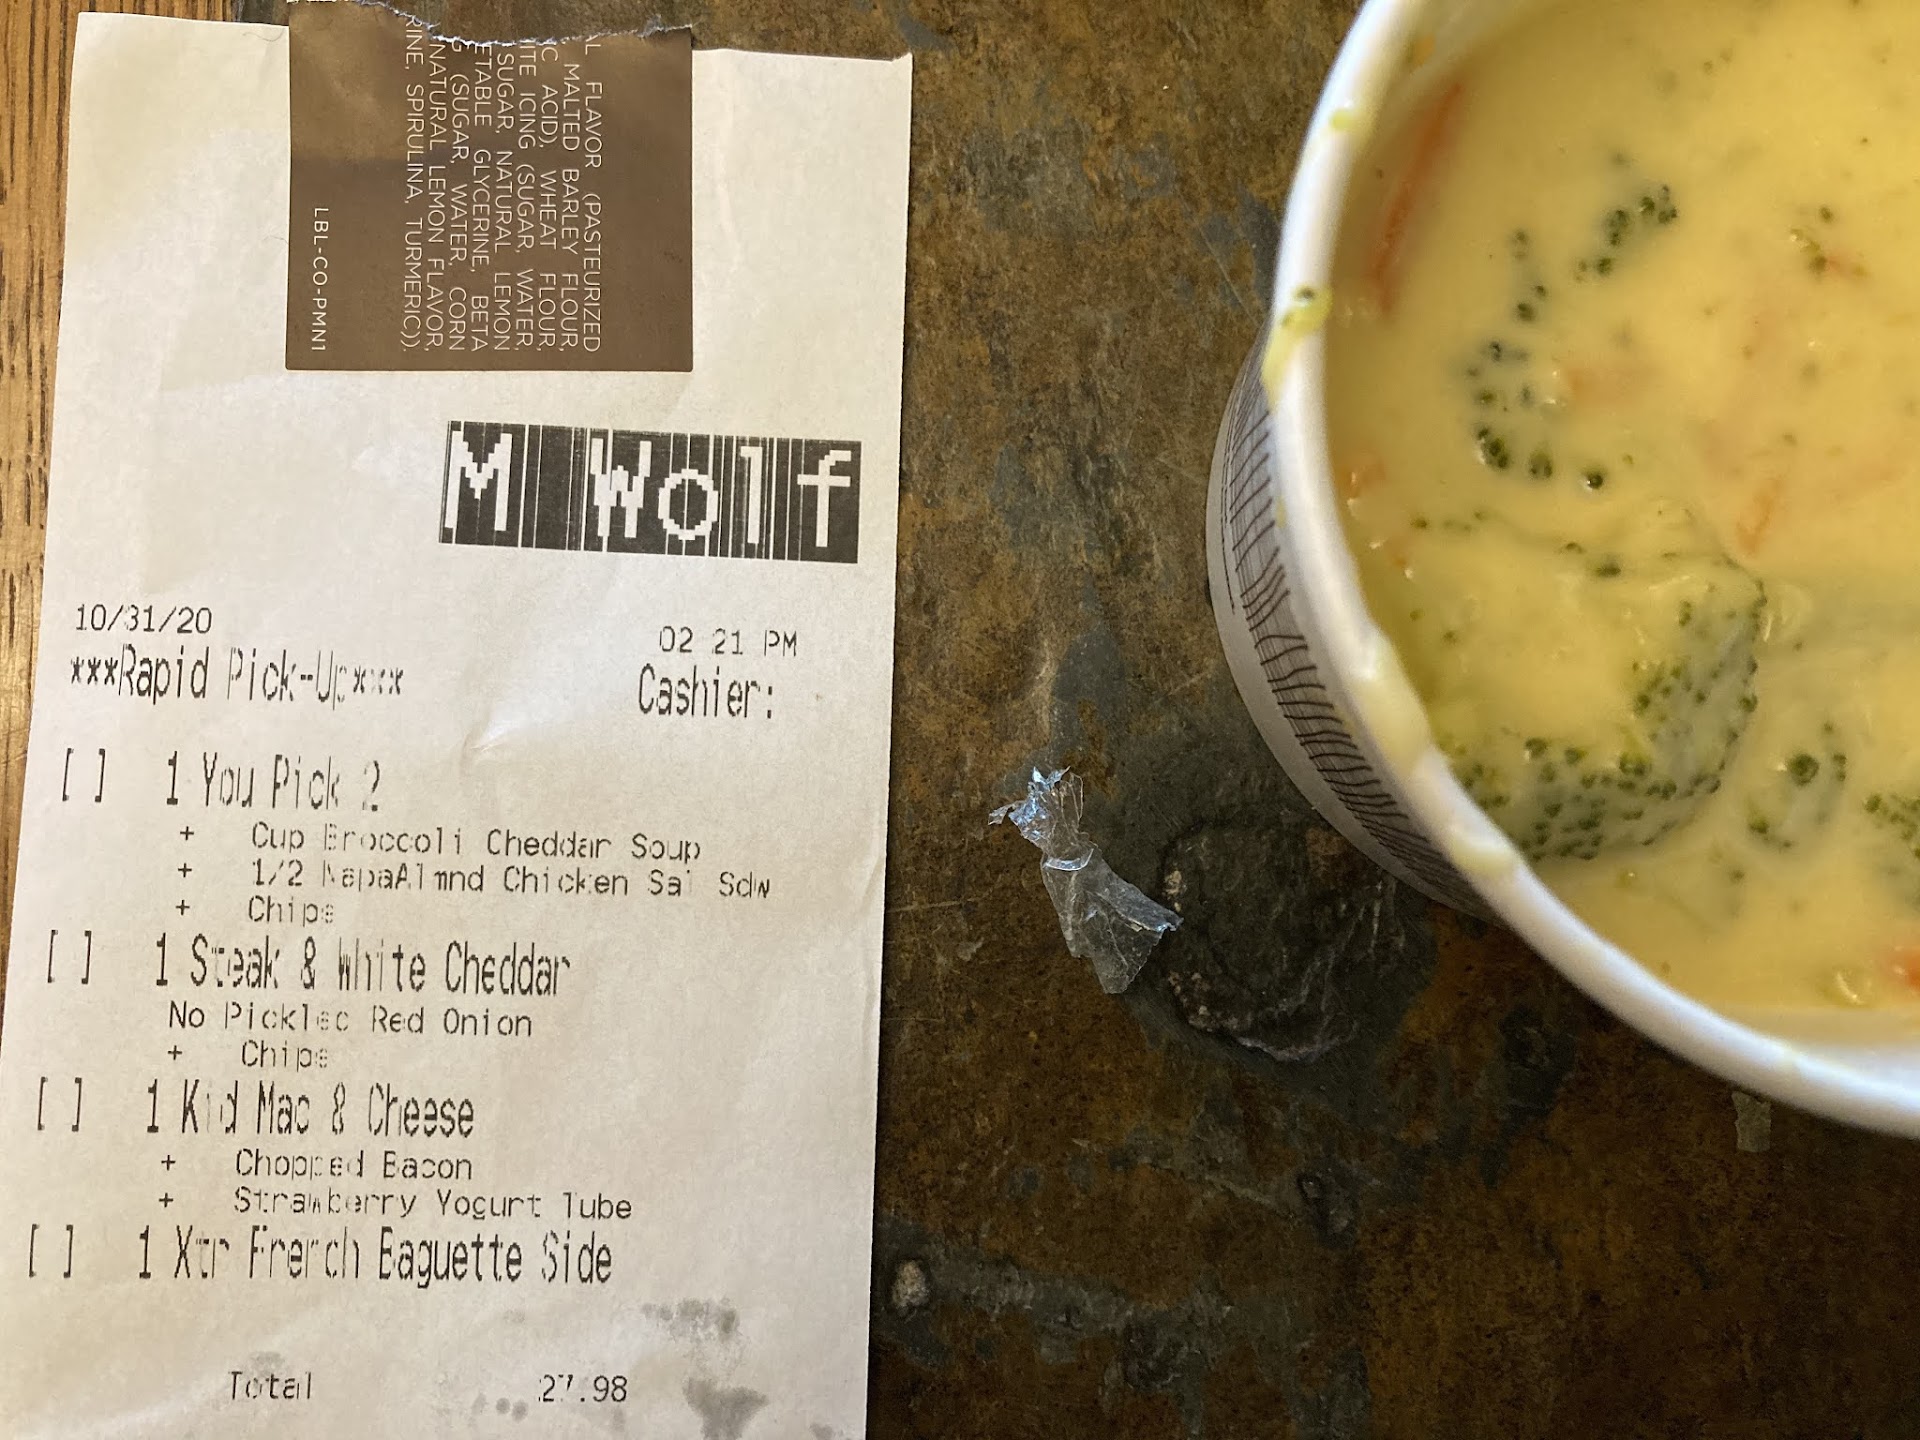 AL FLAVOR (PASTEURIZED
MALTED BARLEY FLOUR,
C ACID), WHEAT FLOUR,
ITE ICING (SUGAR, WATER,
SUGAR, NATURAL LEMON
ETABLE GLYCERINE, BETA
G (SUGAR, WATER, CORN
NATURAL LEMON FLAVOR,
RINE, SPIRULINA, TURMERIC)).
LBL-CO-PMN1
M Wolf
10/31/20 02 21 PM
***Rapid Pick-Up*** Cashier:
[ ] 1 You Pick 2
+ Cup Broccoli Cheddar Soup
+ 1/2 NapaAlmnd Chicken Sal Sdw
+ Chips
[ ] 1 Steak & White Cheddar
No Pickled Red Onion
+ Chips
[ ] 1 Kid Mac & Cheese
+ Chopped Bacon
+ Strawberry Yogurt Tube
[ ] 1 Xtr French Baguette Side
Total 27.98